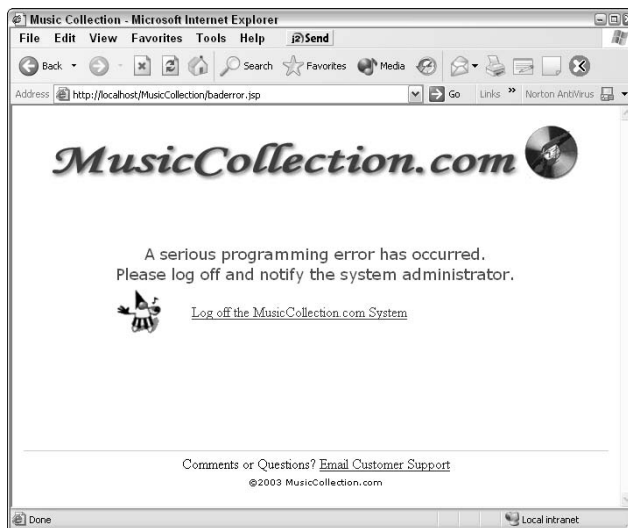 Music Collection - Microsoft Internet Explorer
File Edit View Favorites Tools Help j2Send
Back Search Favorites Media
Address http://localhost/MusicCollection/baderror.jsp Go Links » Norton AntiVirus
MusicCollection.com
A serious programming error has occurred.
Please log off and notify the system administrator.
Log off the MusicCollection.com System
Comments or Questions? Email Customer Support
©2003 MusicCollection.com
Done Local intranet